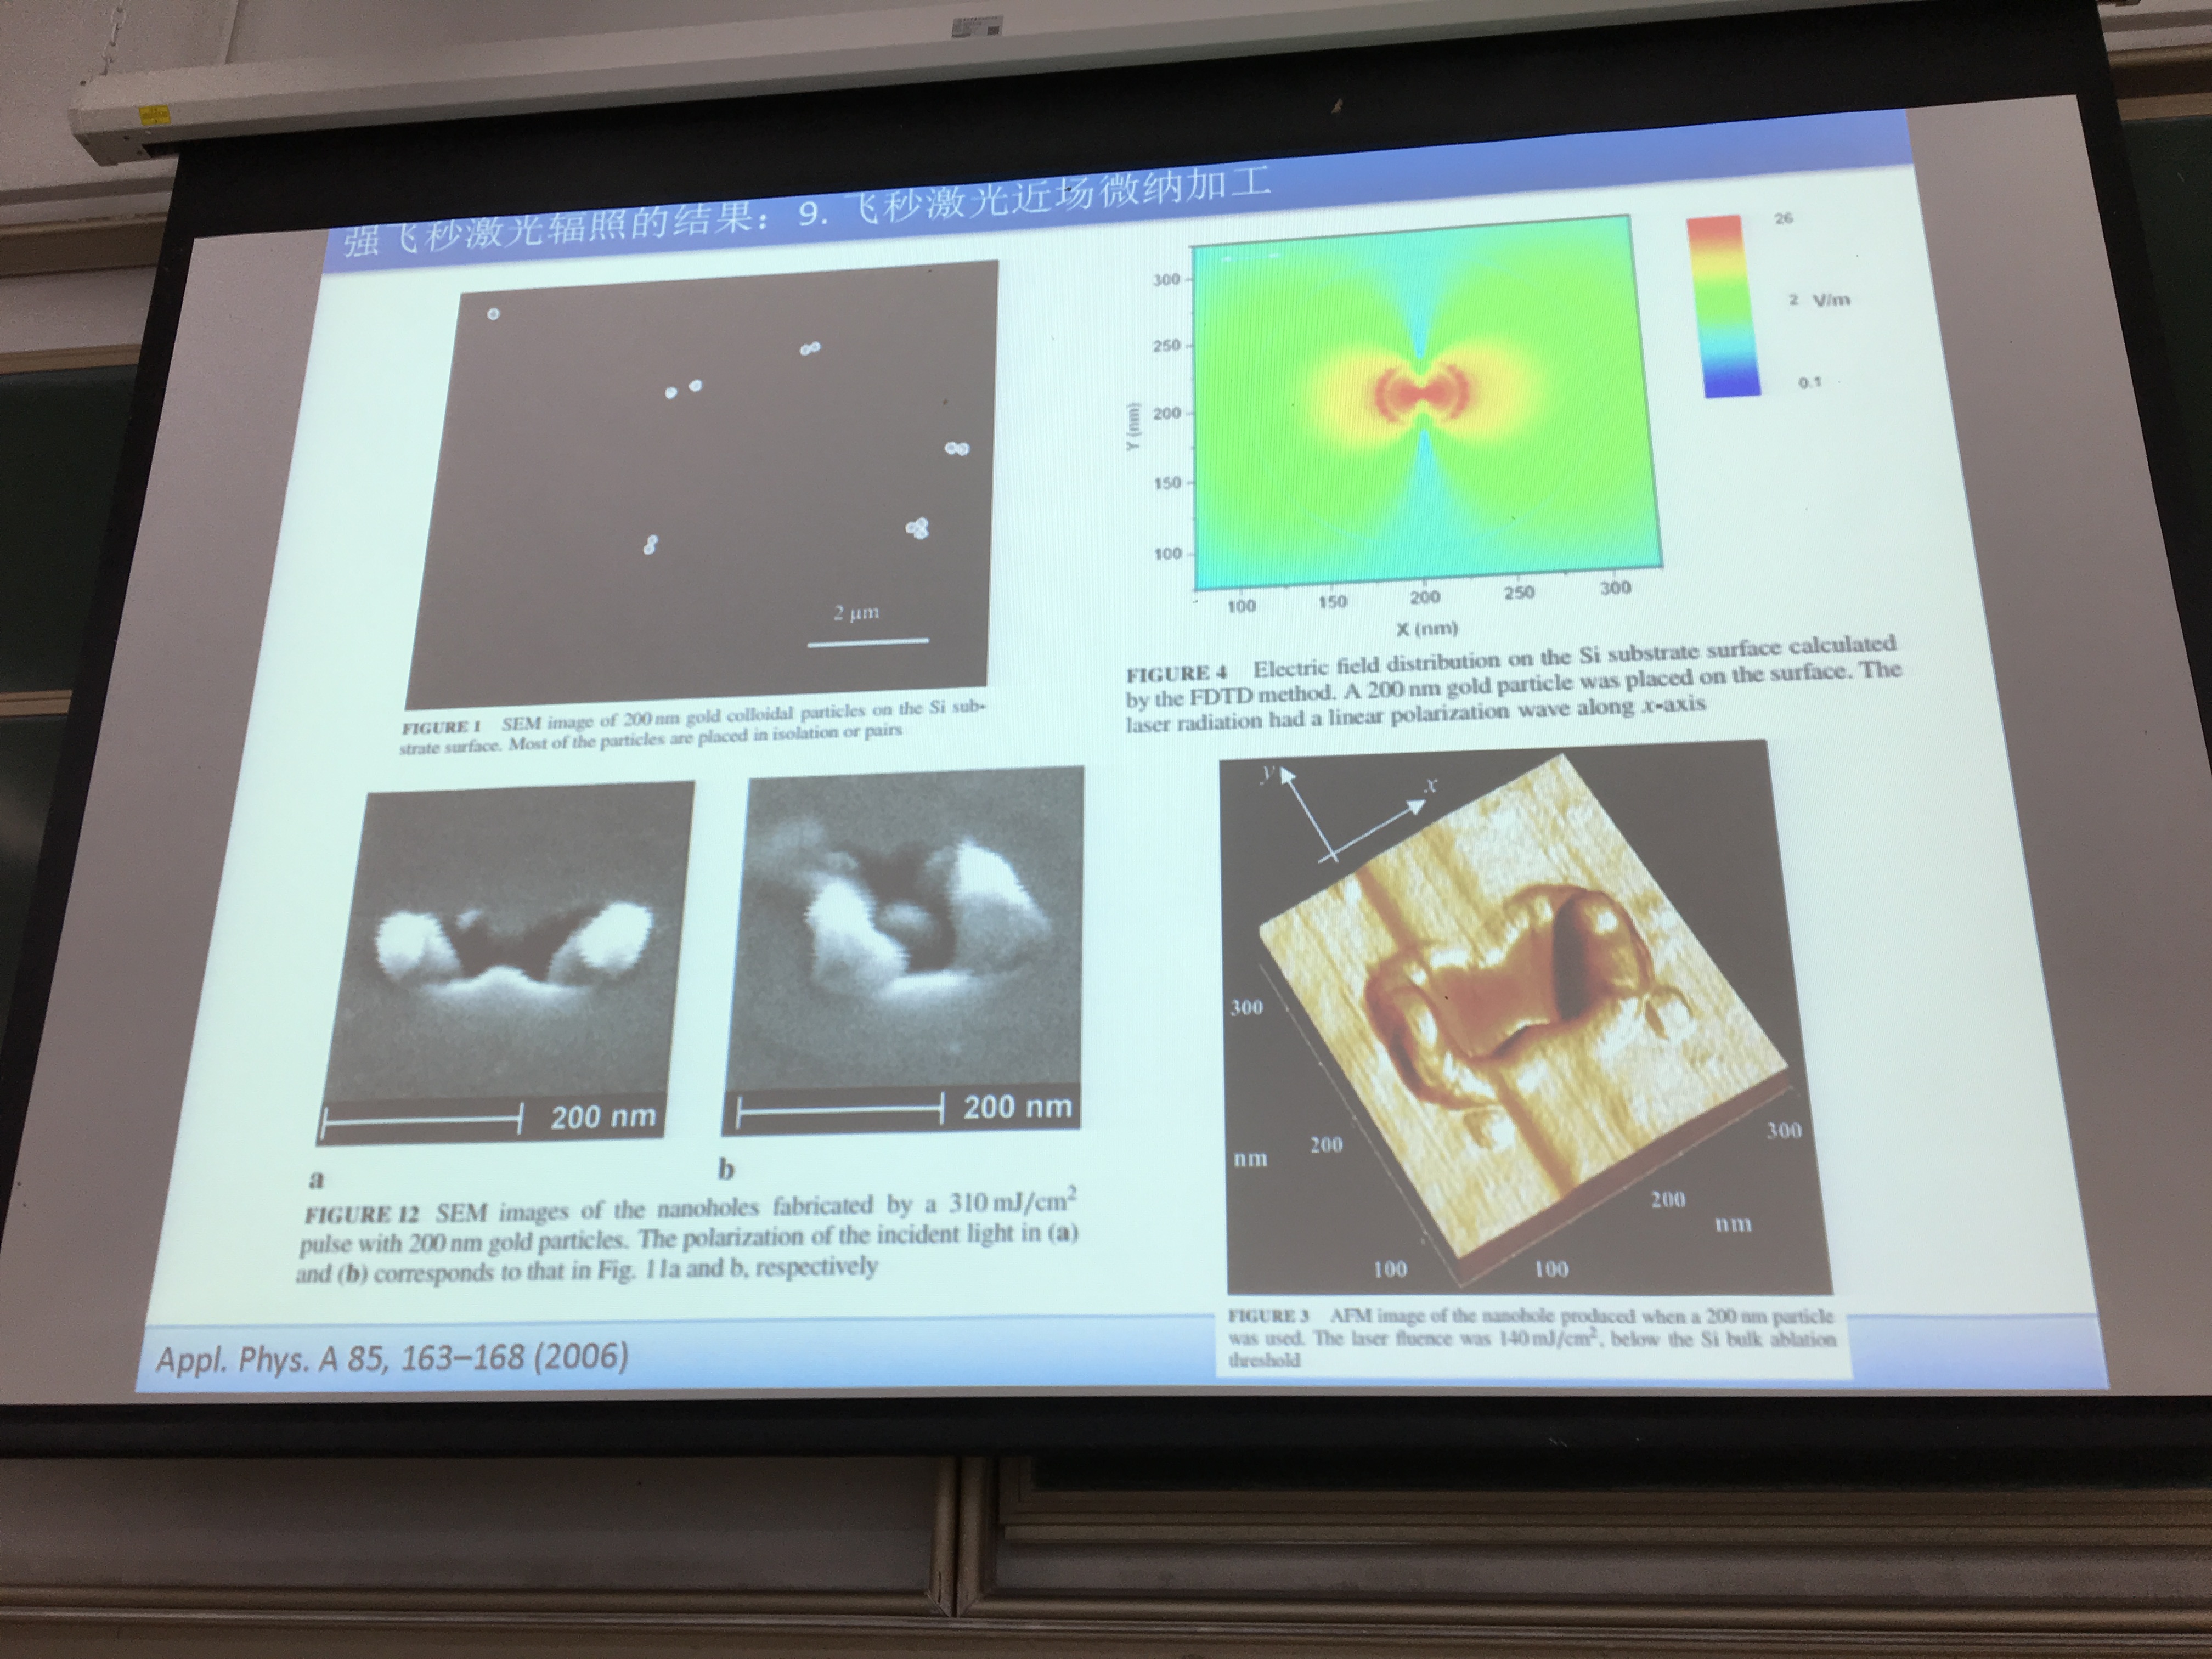 强飞秒激光辐照的结果：9. 飞秒激光近场微纳加工
2 μm
FIGURE 1 SEM image of 200 nm gold colloidal particles on the Si sub-
strate surface. Most of the particles are placed in isolation or pairs
300
250
200
150
100
Y (nm)
100 150 200 250 300
X (nm)
26
2 V/m
0.1
FIGURE 4 Electric field distribution on the Si substrate surface calculated
by the FDTD method. A 200 nm gold particle was placed on the surface. The
laser radiation had a linear polarization wave along x-axis
200 nm
200 nm
a
b
FIGURE 12 SEM images of the nanoholes fabricated by a 310 mJ/cm²
pulse with 200 nm gold particles. The polarization of the incident light in (a)
and (b) corresponds to that in Fig. 11a and b, respectively
y
x
300
nm
200
100
300
200
nm
100
FIGURE 3 AFM image of the nanohole produced when a 200 nm particle
was used. The laser fluence was 140 mJ/cm², below the Si bulk ablation
threshold
Appl. Phys. A 85, 163–168 (2006)